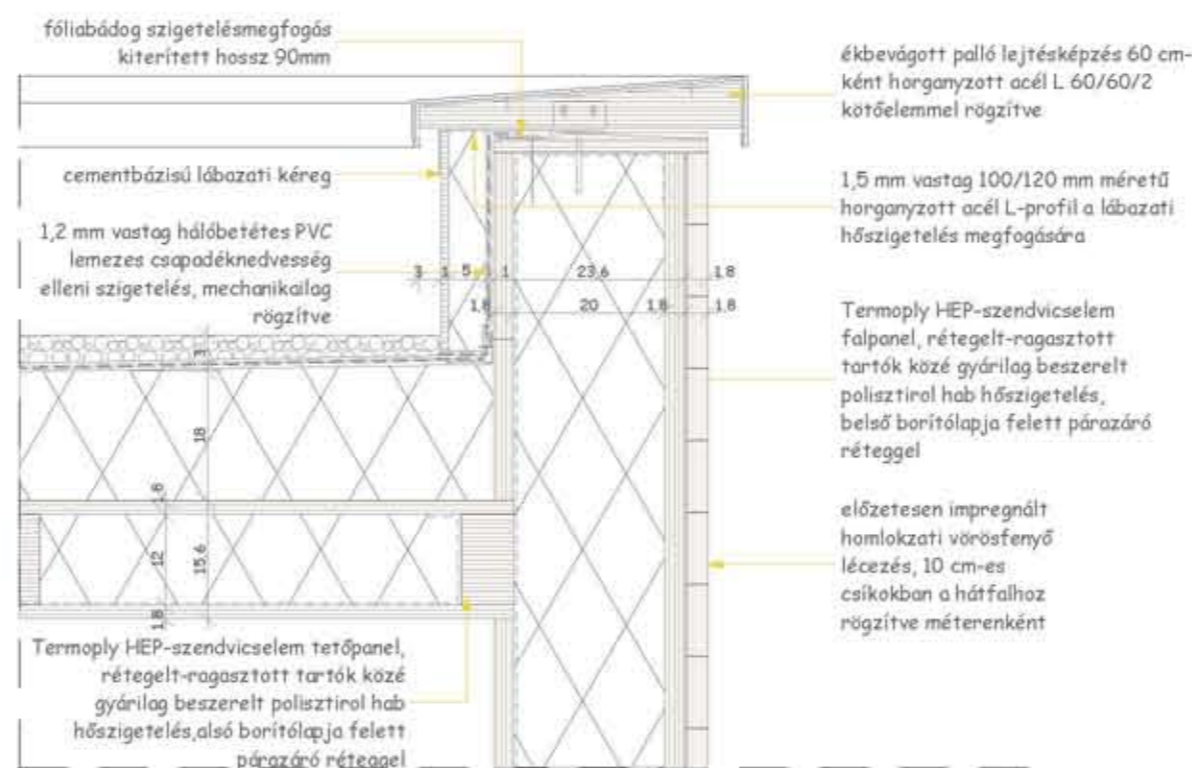 fóliabádog szigetelésmegfogás
kiterített hossz 90mm
cementbázisú lábazati kéreg
1,2 mm vastag hálóbetétes PVC
lemezes csapadéknedvesség
elleni szigetelés, mechanikailag
rögzítve
ékbevágott palló lejtésképzés 60 cm-
ként horganyzott acél L 60/60/2
kötőelemmel rögzítve
1,5 mm vastag 100/120 mm méretű
horganyzott acél L-profil a lábazati
hőszigetelés megfogására
3 1 5 1 23,6 1.8
1.8 20 1.8 1.8
Termoply HEP-szendvicselem
falpanel, rétegelt-ragasztott
tartók közé gyárilag beszerelt
polisztirol hab hőszigetelés,
belső borítólapja felett párazáró
réteggel
előzetesen impregnált
homlokzati vörösfenyő
lécezés, 10 cm-es
csíkokban a hátfalhoz
rögzítve méterenként
3
18
1.8
12
15.6
1.8
Termoply HEP-szendvicselem tetőpanel,
rétegelt-ragasztott tartók közé
gyárilag beszerelt polisztirol hab
hőszigetelés,alsó borítólapja felett
párazáró réteggel